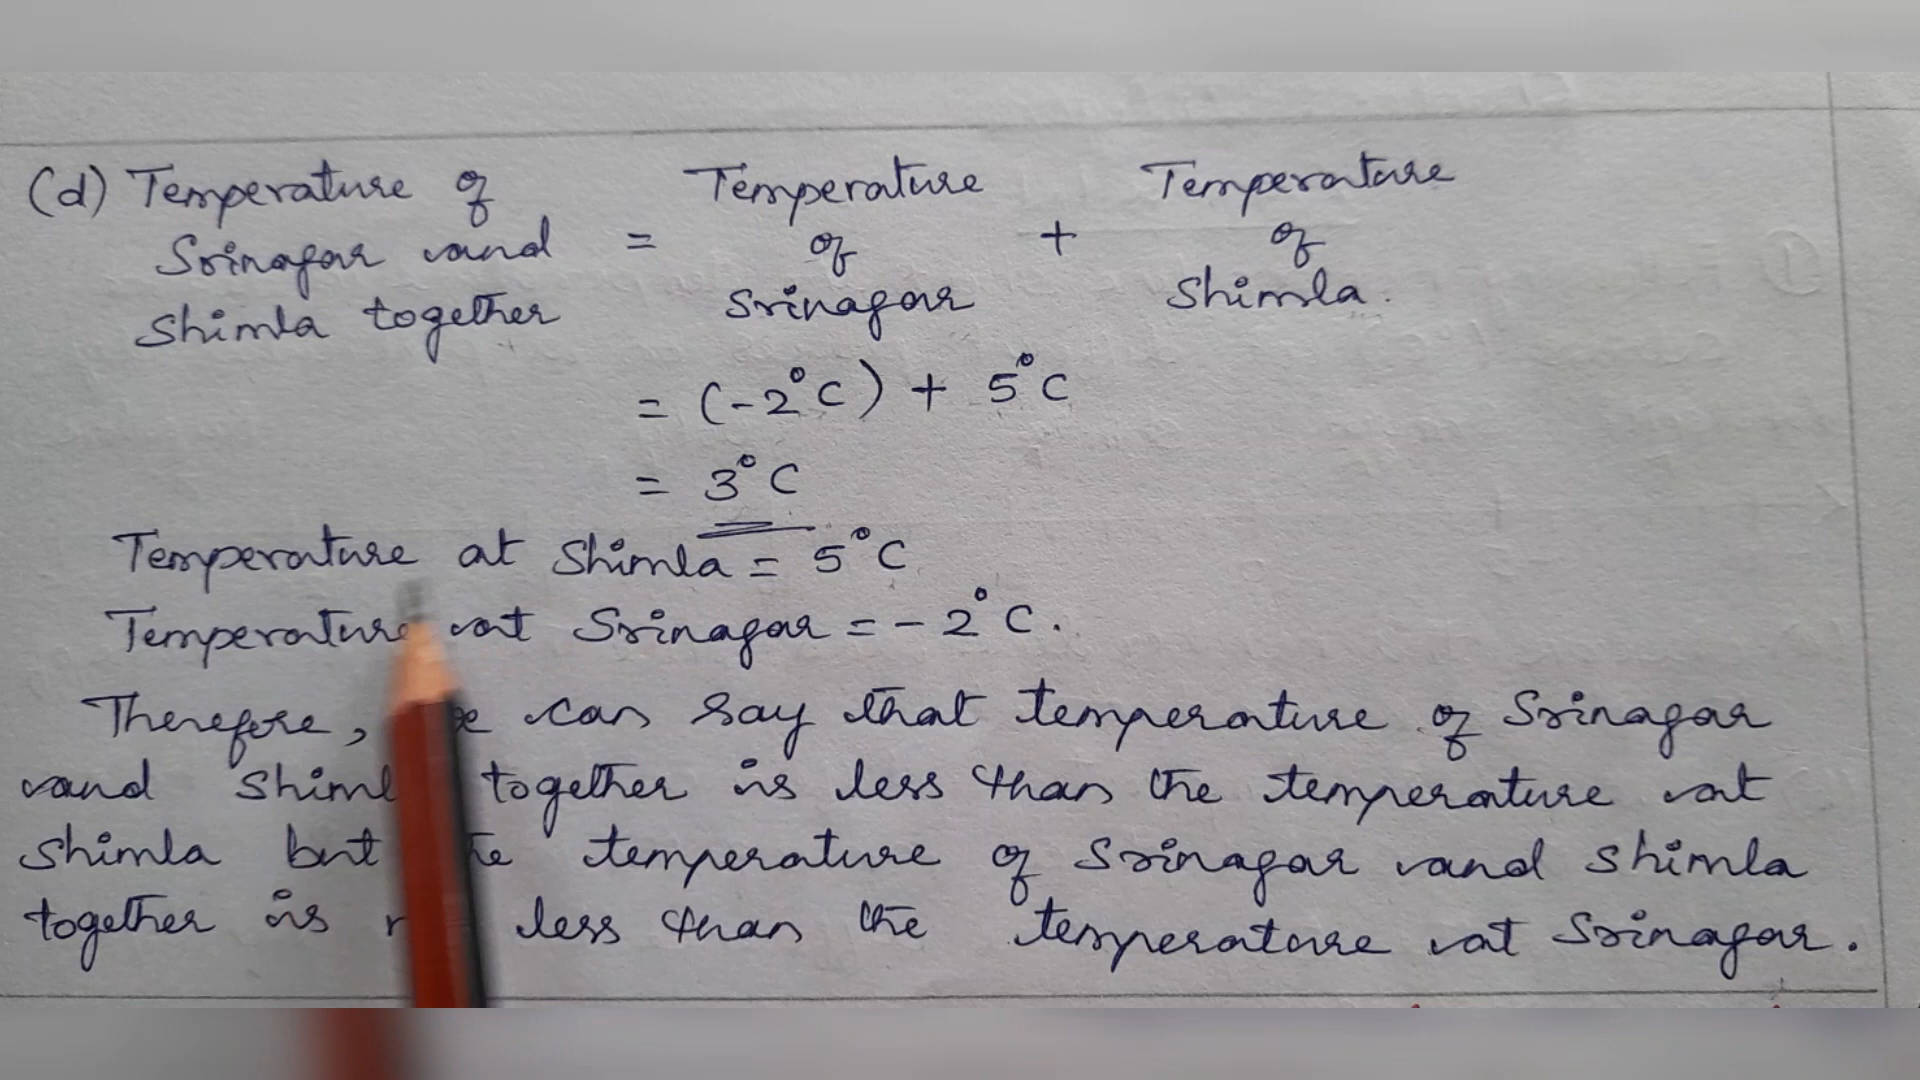 (d) Temperature of = Temperature + Temperature
Srinagar and of of
Shimla together Srinagar Shimla.
= (-2°C) + 5°C
= 3°C
Temperature at Shimla = 5°C
Temperature at Srinagar = -2°C.
Therefore, can say that temperature of Srinagar
and together is less than the temperature at
Shimla but temperature of Srinagar and Shimla
together is less than the temperature at Srinagar.